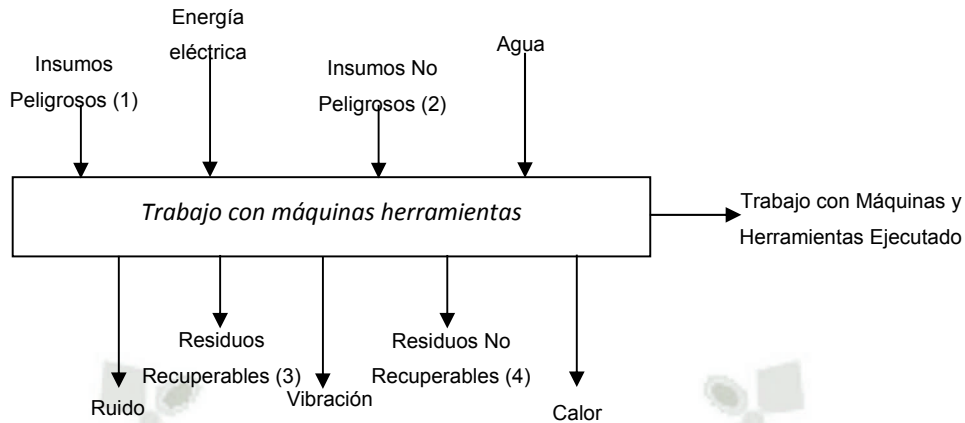 Insumos
Peligrosos (1)
Energía
eléctrica
Insumos No
Peligrosos (2)
Agua
Trabajo con máquinas herramientas
Trabajo con Máquinas y
Herramientas Ejecutado
Ruido
Residuos
Recuperables (3)
Vibración
Residuos No
Recuperables (4)
Calor